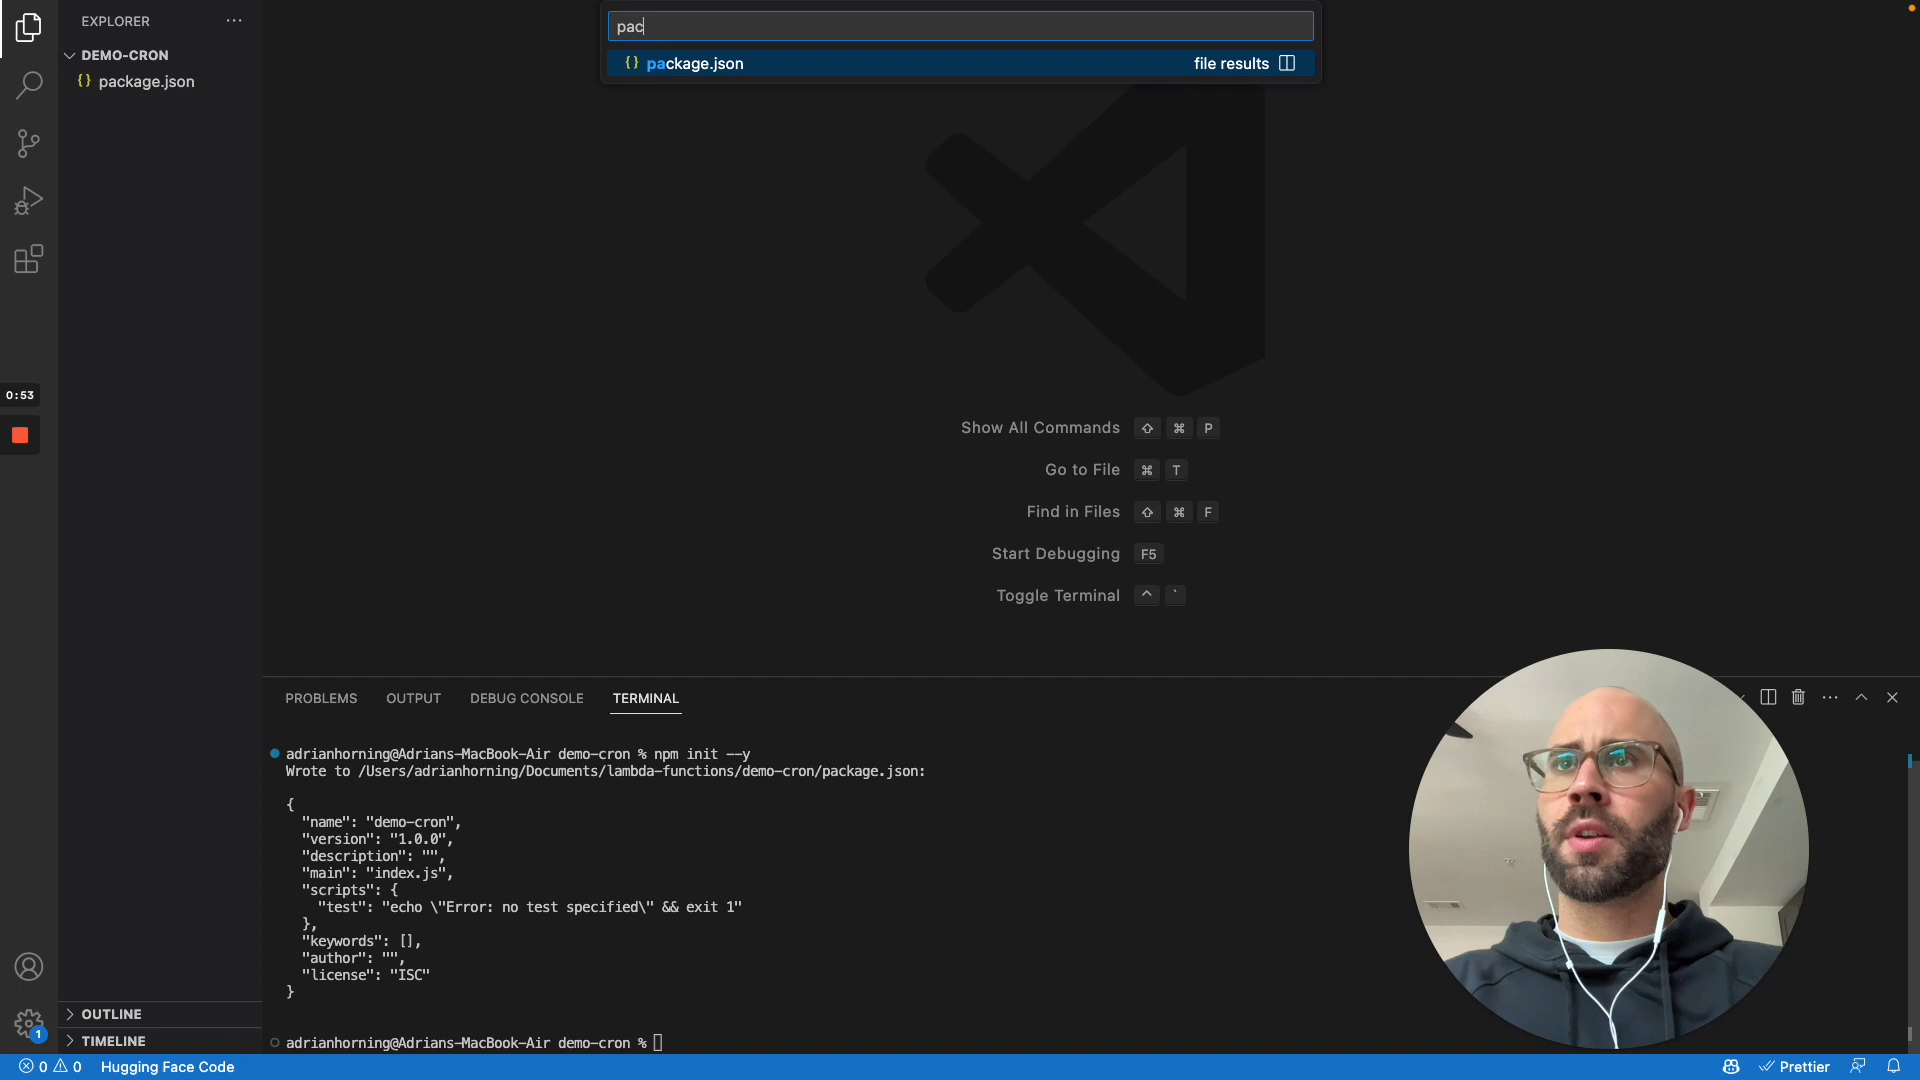 EXPLORER
DEMO-CRON
{} package.json
pac
{} package.json file results
0:53
Show All Commands ⇧ ⌘ P
Go to File ⌘ T
Find in Files ⇧ ⌘ F
Start Debugging F5
Toggle Terminal ^ `
PROBLEMS OUTPUT DEBUG CONSOLE TERMINAL
adrianhorning@Adrians-MacBook-Air demo-cron % npm init --y
Wrote to /Users/adrianhorning/Documents/lambda-functions/demo-cron/package.json:
{
"name": "demo-cron",
"version": "1.0.0",
"description": "",
"main": "index.js",
"scripts": {
"test": "echo \"Error: no test specified\" && exit 1"
},
"keywords": [],
"author": "",
"license": "ISC"
}
adrianhorning@Adrians-MacBook-Air demo-cron %
OUTLINE
TIMELINE
1
0 0 Hugging Face Code
Prettier